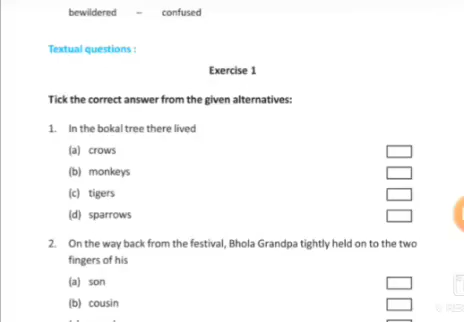 bewildered – confused
Textual questions :
Exercise 1
Tick the correct answer from the given alternatives:
1. In the bokal tree there lived
(a) crows
(b) monkeys
(c) tigers
(d) sparrows
2. On the way back from the festival, Bhola Grandpa tightly held on to the two
fingers of his
(a) son
(b) cousin